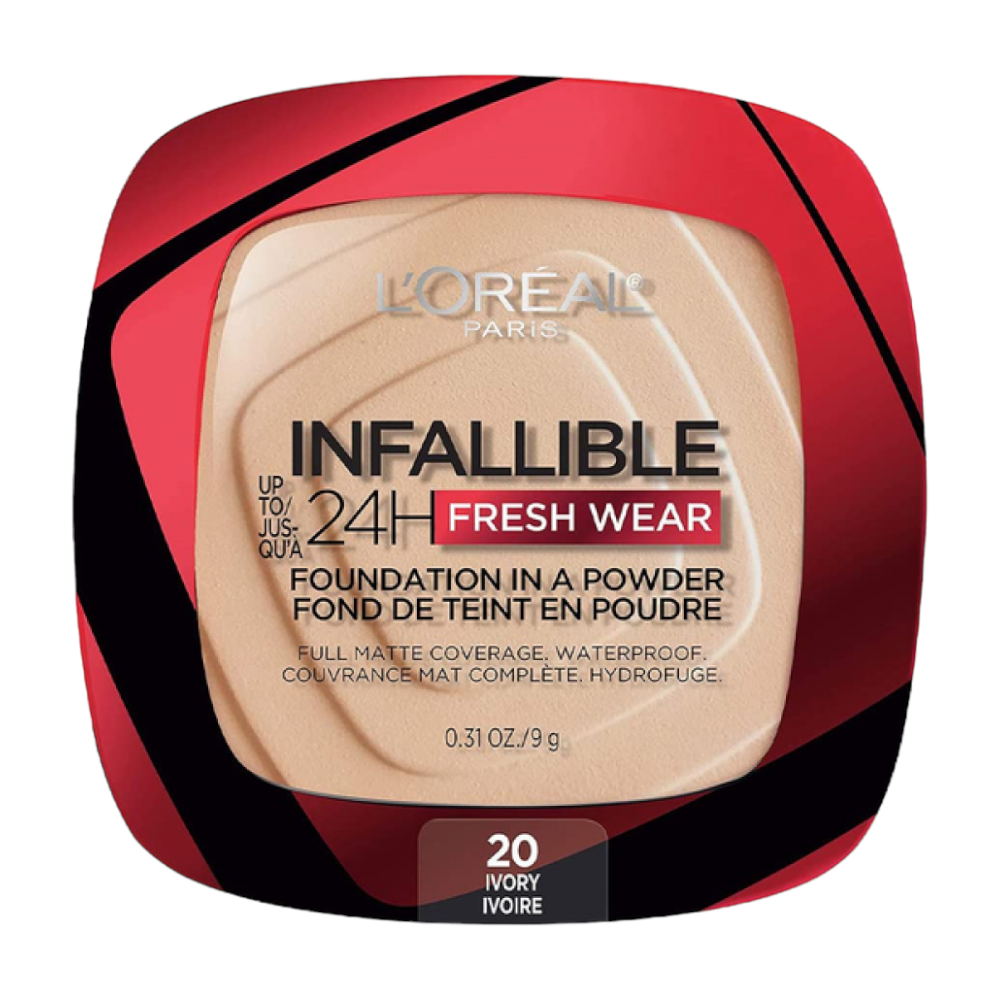 L'ORÉAL®
PARIS
INFALLIBLE
UP
TO/
JUS-
QU'À
24H FRESH WEAR
FOUNDATION IN A POWDER
FOND DE TEINT EN POUDRE
FULL MATTE COVERAGE. WATERPROOF.
COUVRANCE MAT COMPLÈTE. HYDROFUGE.
0.31 OZ./9 g
20
IVORY
IVOIRE